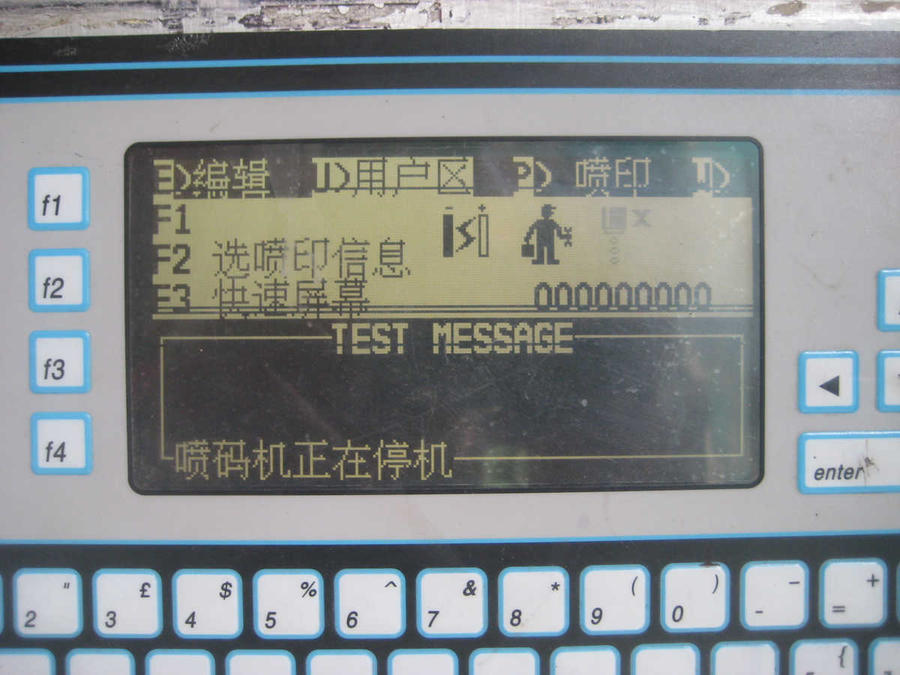 E)编辑 U)用户区 P) 喷印 T)
F1
F2 选喷印信息
F3 快速屏幕 000000000
TEST MESSAGE
喷码机正在停机
f1
f2
f3
f4
enter
2 " 3 £ 4 $ 5 % 6 ^ 7 & 8 * 9 ( 0 ) - _ = +
{